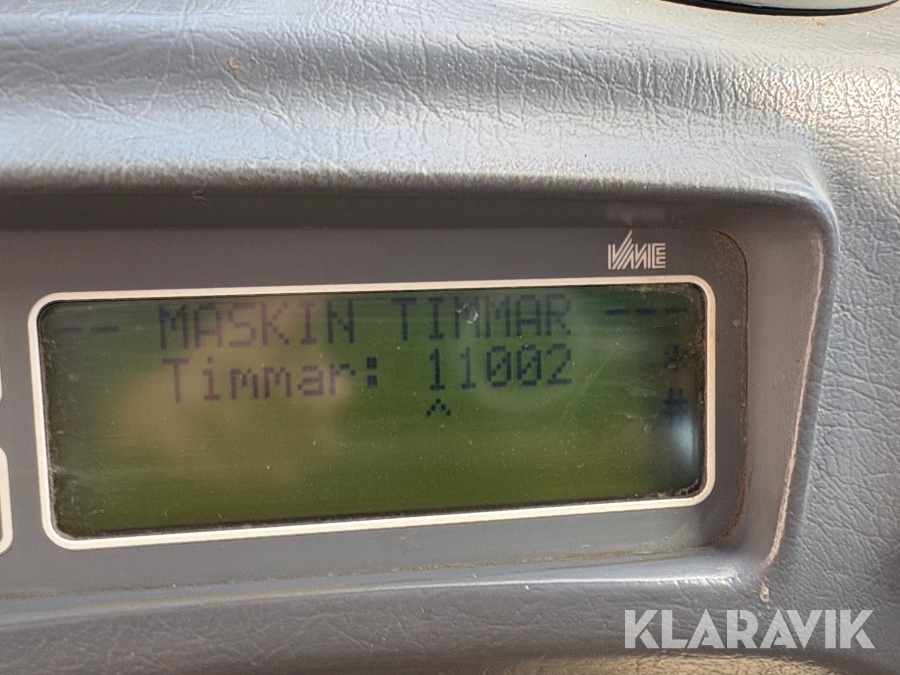 VME
-- MASKIN TIMMAR ---
Timmar: 11002 *
^ #
KLARAVIK